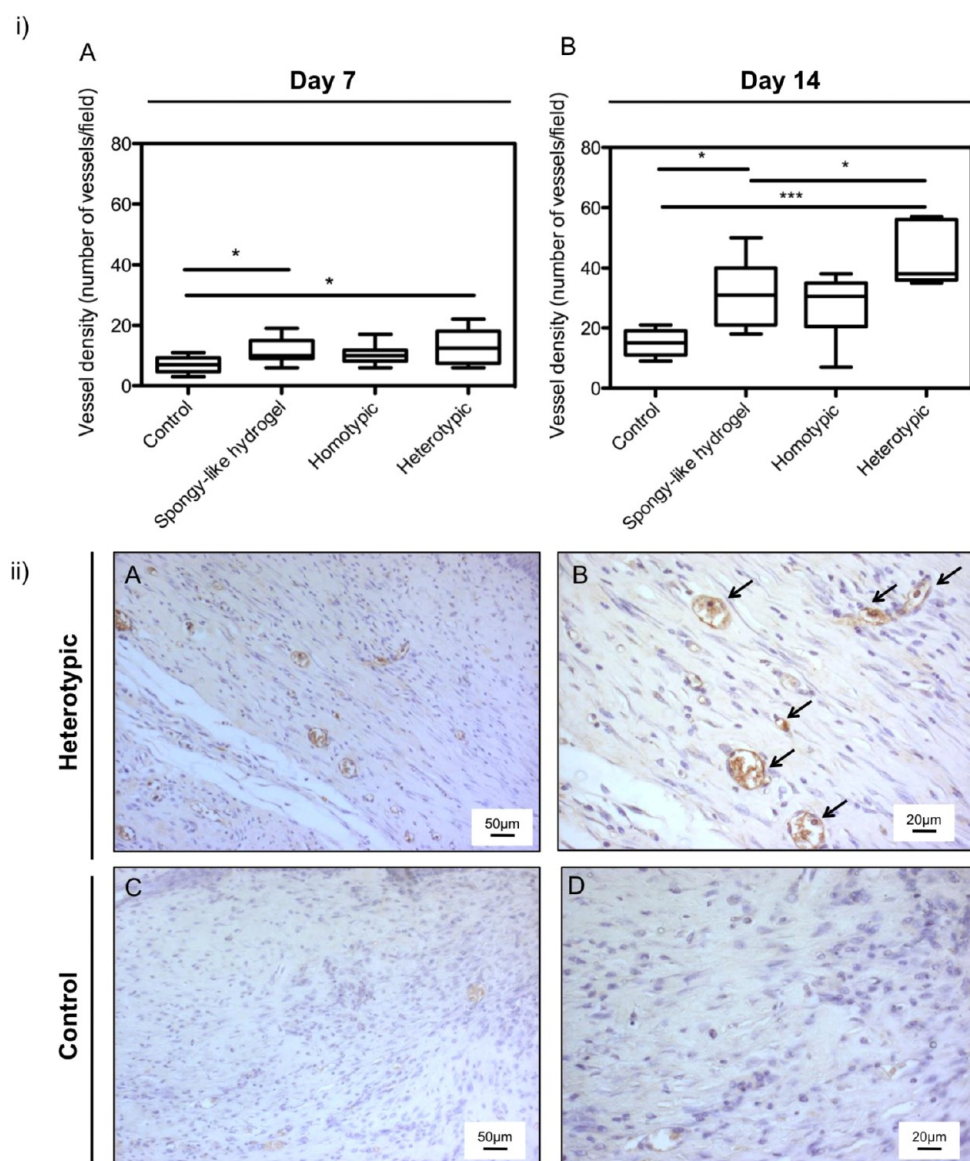 i)
A
B
Day 7
Day 14
Vessel density (number of vessels/field)
80
60
40
20
0
*
*
Control
Spongy-like hydrogel
Homotypic
Heterotypic
Vessel density (number of vessels/field)
80
60
40
20
0
*
*
***
Control
Spongy-like hydrogel
Homotypic
Heterotypic
ii)
Heterotypic
A
50µm
B
20µm
Control
C
50µm
D
20µm